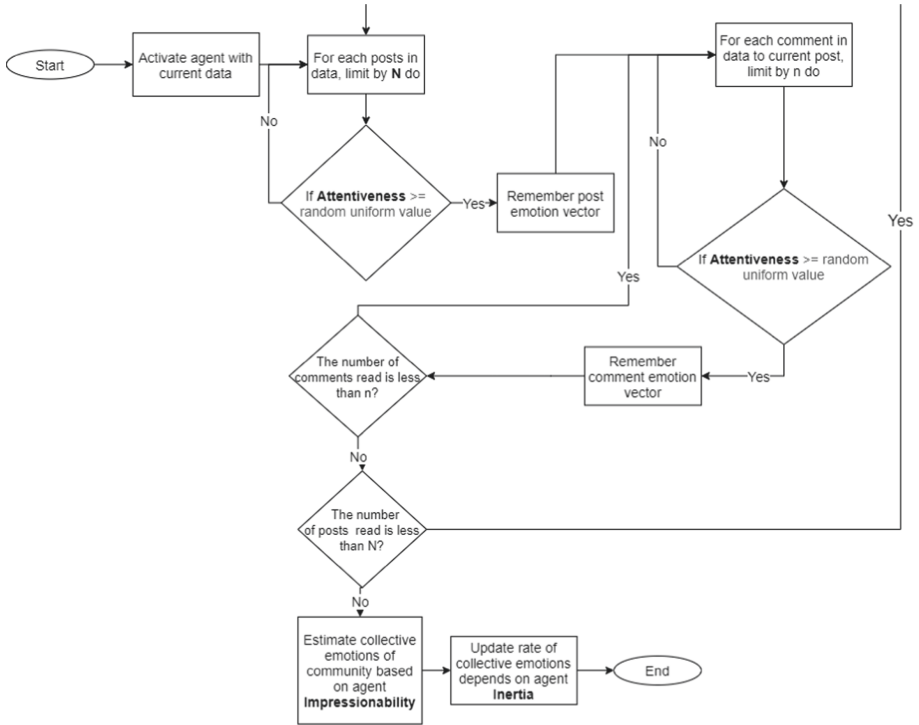 Start
Activate agent with
current data
For each posts in
data, limit by N do
For each comment in
data to current post,
limit by n do
No
No
If Attentiveness >=
random uniform value
Yes
Remember post
emotion vector
Yes
If Attentiveness >= random
uniform value
Yes
The number of
comments read is less
than n?
Remember
comment emotion
vector
Yes
No
The number
of posts read is less
than N?
No
Estimate collective
emotions of
community based
on agent
Impressionability
Update rate of
collective emotions
depends on agent
Inertia
End